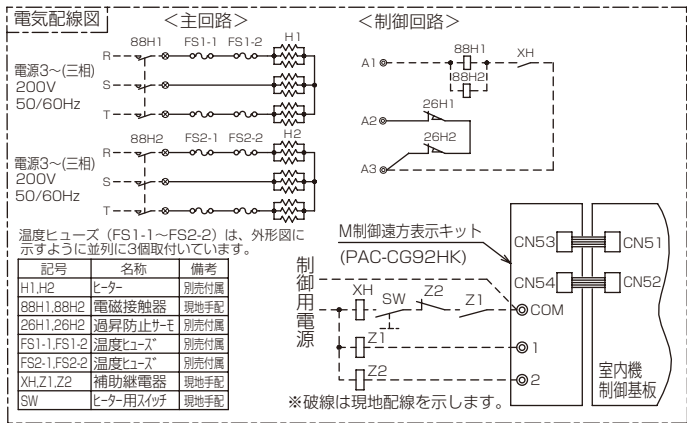 電気配線図
<主回路>
<制御回路>
88H1 FS1-1 FS1-2 H1
R
S
T
電源3～(三相)
200V
50/60Hz
88H2 FS2-1 FS2-2 H2
R
S
T
電源3～(三相)
200V
50/60Hz
88H1
XH
A1
88H2
26H1
A2
26H2
A3
温度ヒューズ（FS1-1～FS2-2）は、外形図に
示すように並列に3個取付いています。
記号 名称 備考
H1,H2 ヒーター 別売付属
88H1,88H2 電磁接触器 現地手配
26H1,26H2 過昇防止サーモ 別売付属
FS1-1,FS1-2 温度ヒューズ 別売付属
FS2-1,FS2-2 温度ヒューズ 別売付属
XH,Z1,Z2 補助継電器 現地手配
SW ヒーター用スイッチ 現地手配
M制御遠方表示キット
(PAC-CG92HK)
制御用電源
XH SW Z2 Z1
COM
Z1
1
Z2
2
CN53 CN51
CN54 CN52
室内機
制御基板
※破線は現地配線を示します。